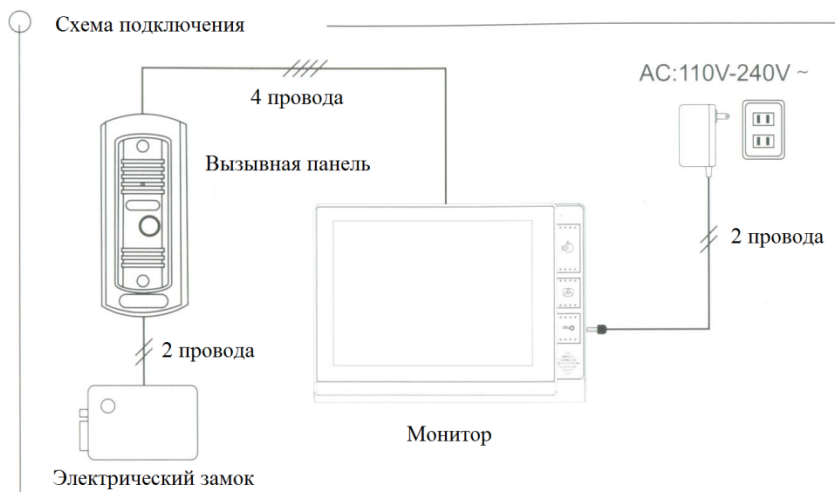 Схема подключения
AC:110V-240V ~
4 провода
Вызывная панель
2 провода
2 провода
Монитор
Электрический замок